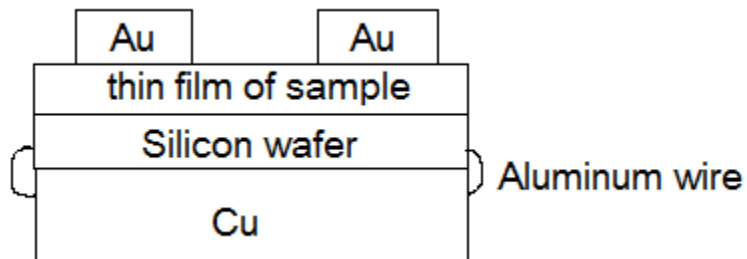 Au Au
thin film of sample
Silicon wafer
Aluminum wire
Cu